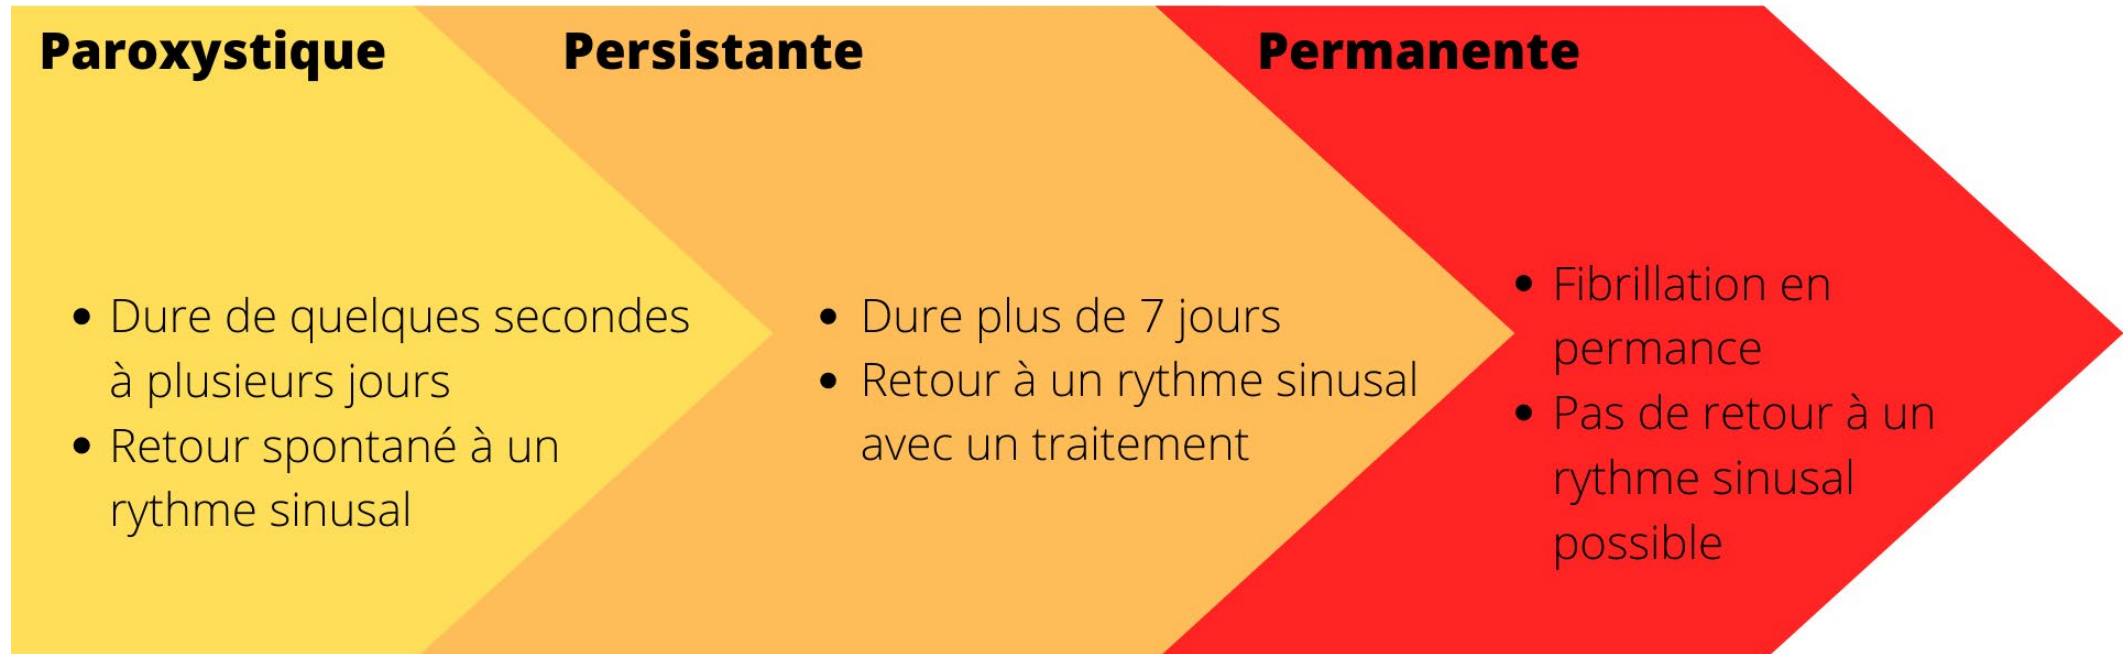 Paroxystique
• Dure de quelques secondes
à plusieurs jours
• Retour spontané à un
rythme sinusal
Persistante
• Dure plus de 7 jours
• Retour à un rythme sinusal
avec un traitement
Permanente
• Fibrillation en
permance
• Pas de retour à un
rythme sinusal
possible